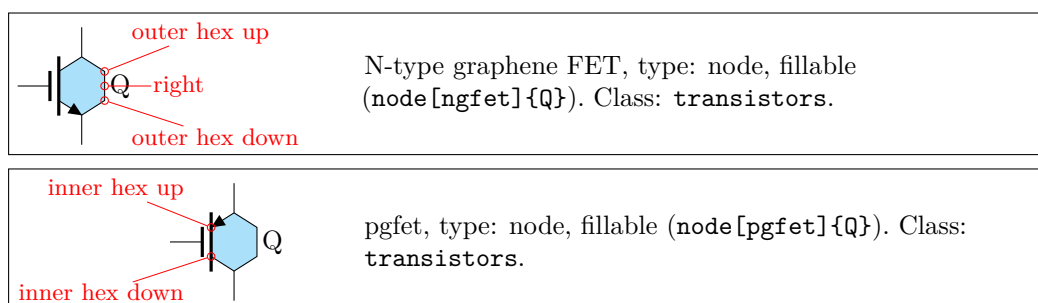 outer hex up
Q
right
outer hex down
N-type graphene FET, type: node, fillable
(node[ngfet]{Q}). Class: transistors.
inner hex up
Q
inner hex down
pgfet, type: node, fillable (node[pgfet]{Q}). Class:
transistors.